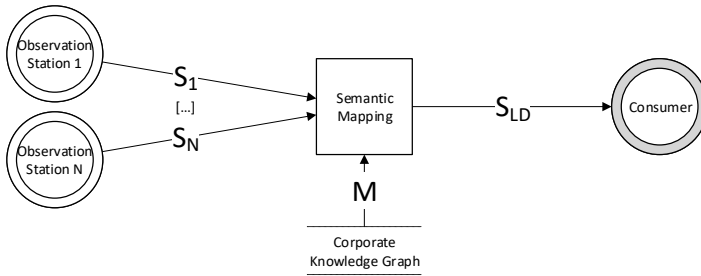 Observation
Station 1
S1
[...]
Observation
Station N
SN
Semantic
Mapping
SLD
Consumer
M
Corporate
Knowledge Graph